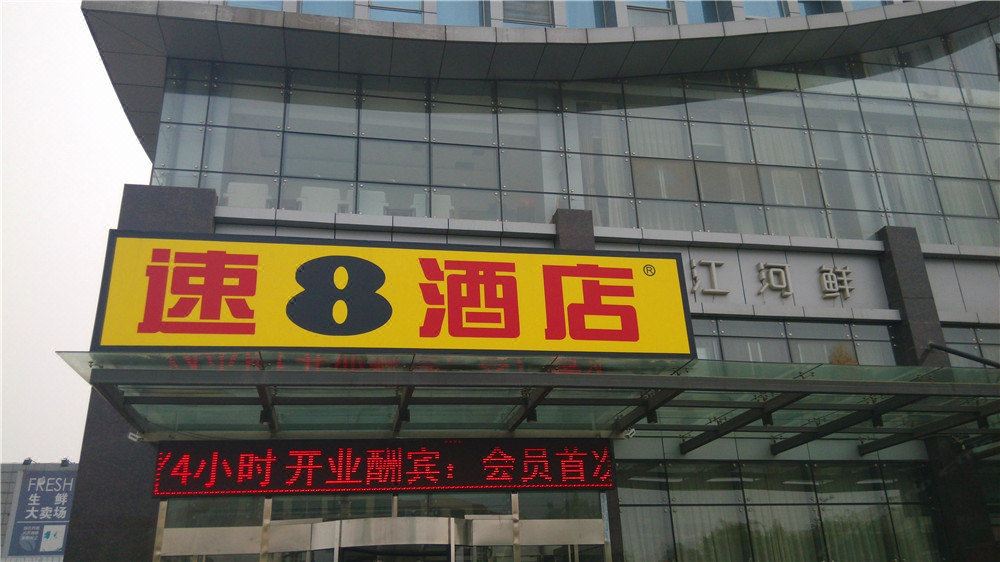 速8酒店®
江河鲜
4小时 开业酬宾：会员首次
FRESH
生鲜
大卖场